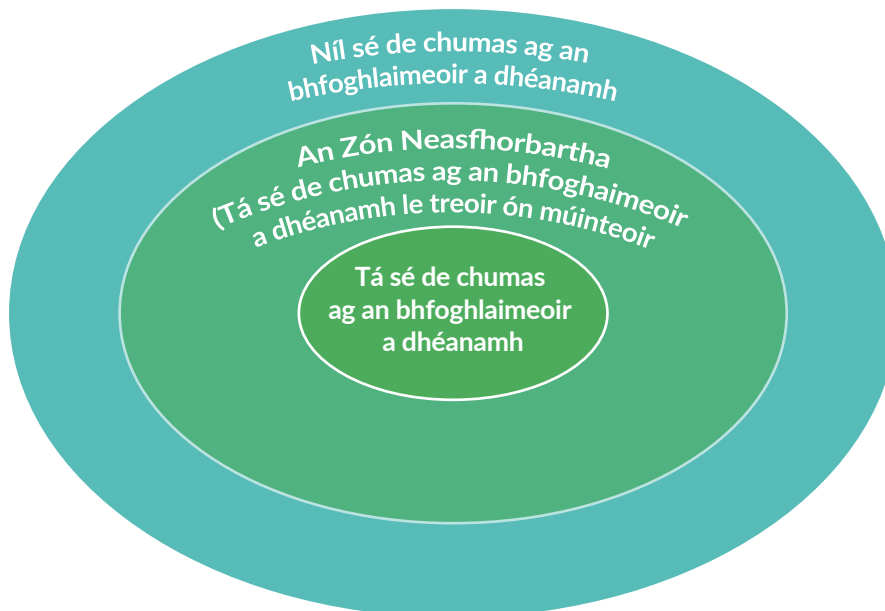 Níl sé de chumas ag an
bhfoghlaimeoir a dhéanamh
An Zón Neasfhorbartha
(Tá sé de chumas ag an bhfoghaimeoir
a dhéanamh le treoir ón múinteoir
Tá sé de chumas
ag an bhfoghlaimeoir
a dhéanamh